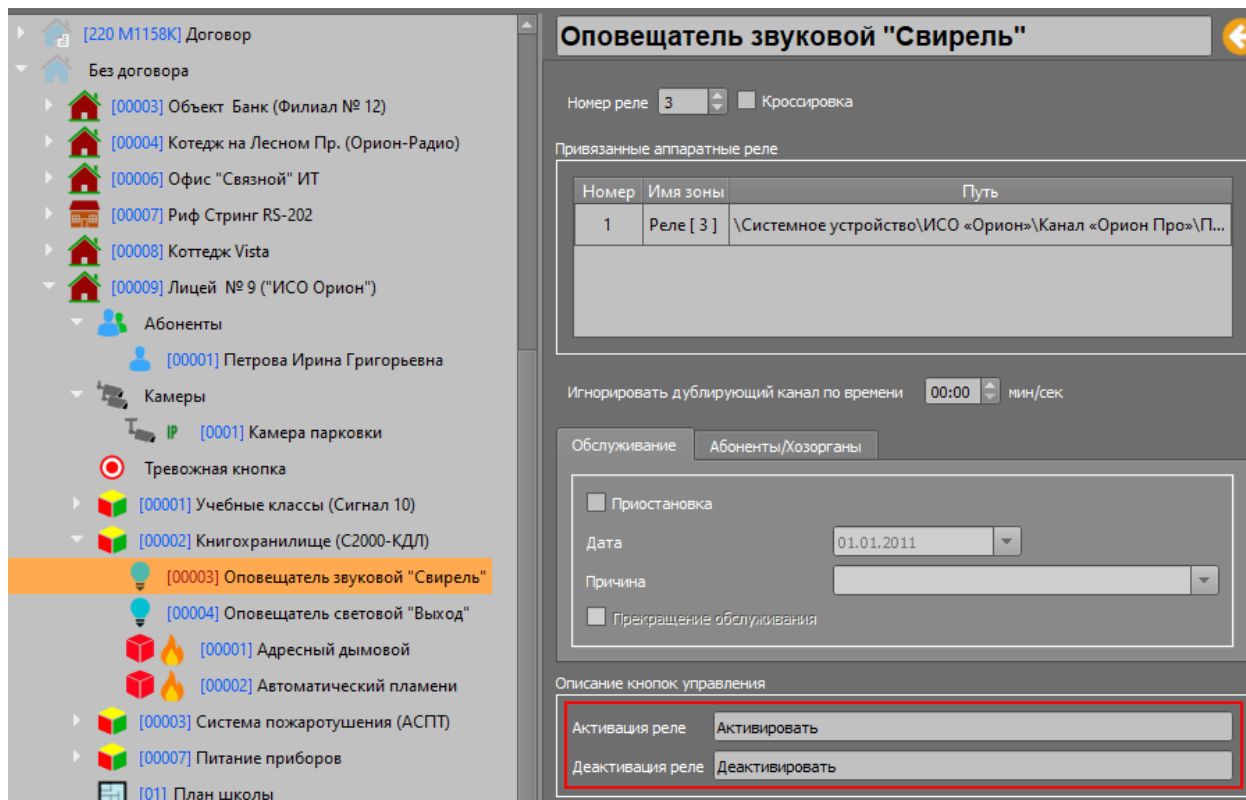 [220 М1158К] Договор
Без договора
[00003] Объект Банк (Филиал № 12)
[00004] Котедж на Лесном Пр. (Орион-Радио)
[00006] Офис "Связной" ИТ
[00007] Риф Стринг RS-202
[00008] Коттедж Vista
[00009] Лицей № 9 ("ИСО Орион")
Абоненты
[00001] Петрова Ирина Григорьевна
Камеры
IP [0001] Камера парковки
Тревожная кнопка
[00001] Учебные классы (Сигнал 10)
[00002] Книгохранилище (С2000-КДЛ)
[00003] Оповещатель звуковой "Свирель"
[00004] Оповещатель световой "Выход"
[00001] Адресный дымовой
[00002] Автоматический пламени
[00003] Система пожаротушения (АСПТ)
[00007] Питание приборов
[01] План школы
Оповещатель звуковой "Свирель"
Номер реле 3 Кроссировка
Привязанные аппаратные реле
Номер Имя зоны Путь
1 Реле [ 3 ] \Системное устройство\ИСО «Орион»\Канал «Орион Про»\П...
Игнорировать дублирующий канал по времени 00:00 мин/сек
Обслуживание Абоненты/Хозорганы
Приостановка
Дата 01.01.2011
Причина
Прекращение обслуживания
Описание кнопок управления
Активация реле Активировать
Деактивация реле Деактивировать